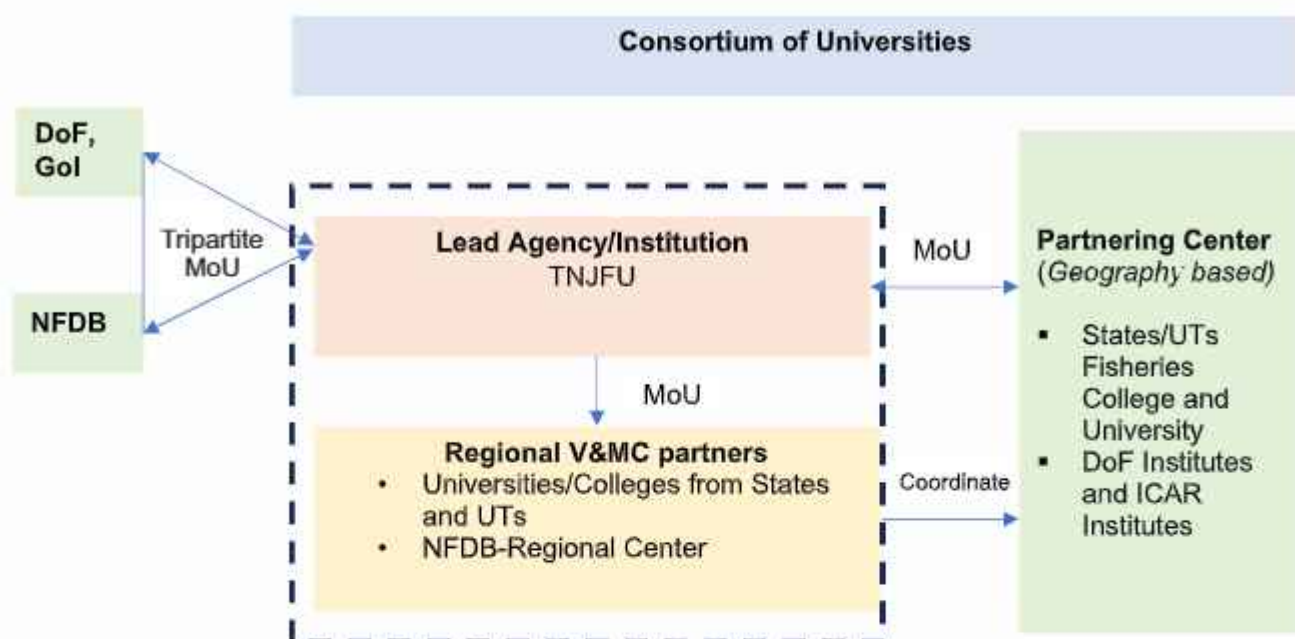 Consortium of Universities
DoF,
GoI
Tripartite
MoU
NFDB
Lead Agency/Institution
TNJFU
MoU
MoU
Regional V&MC partners
• Universities/Colleges from States
and UTs
• NFDB-Regional Center
Coordinate
Partnering Center
(Geography based)
▪ States/UTs
Fisheries
College and
University
▪ DoF Institutes
and ICAR
Institutes